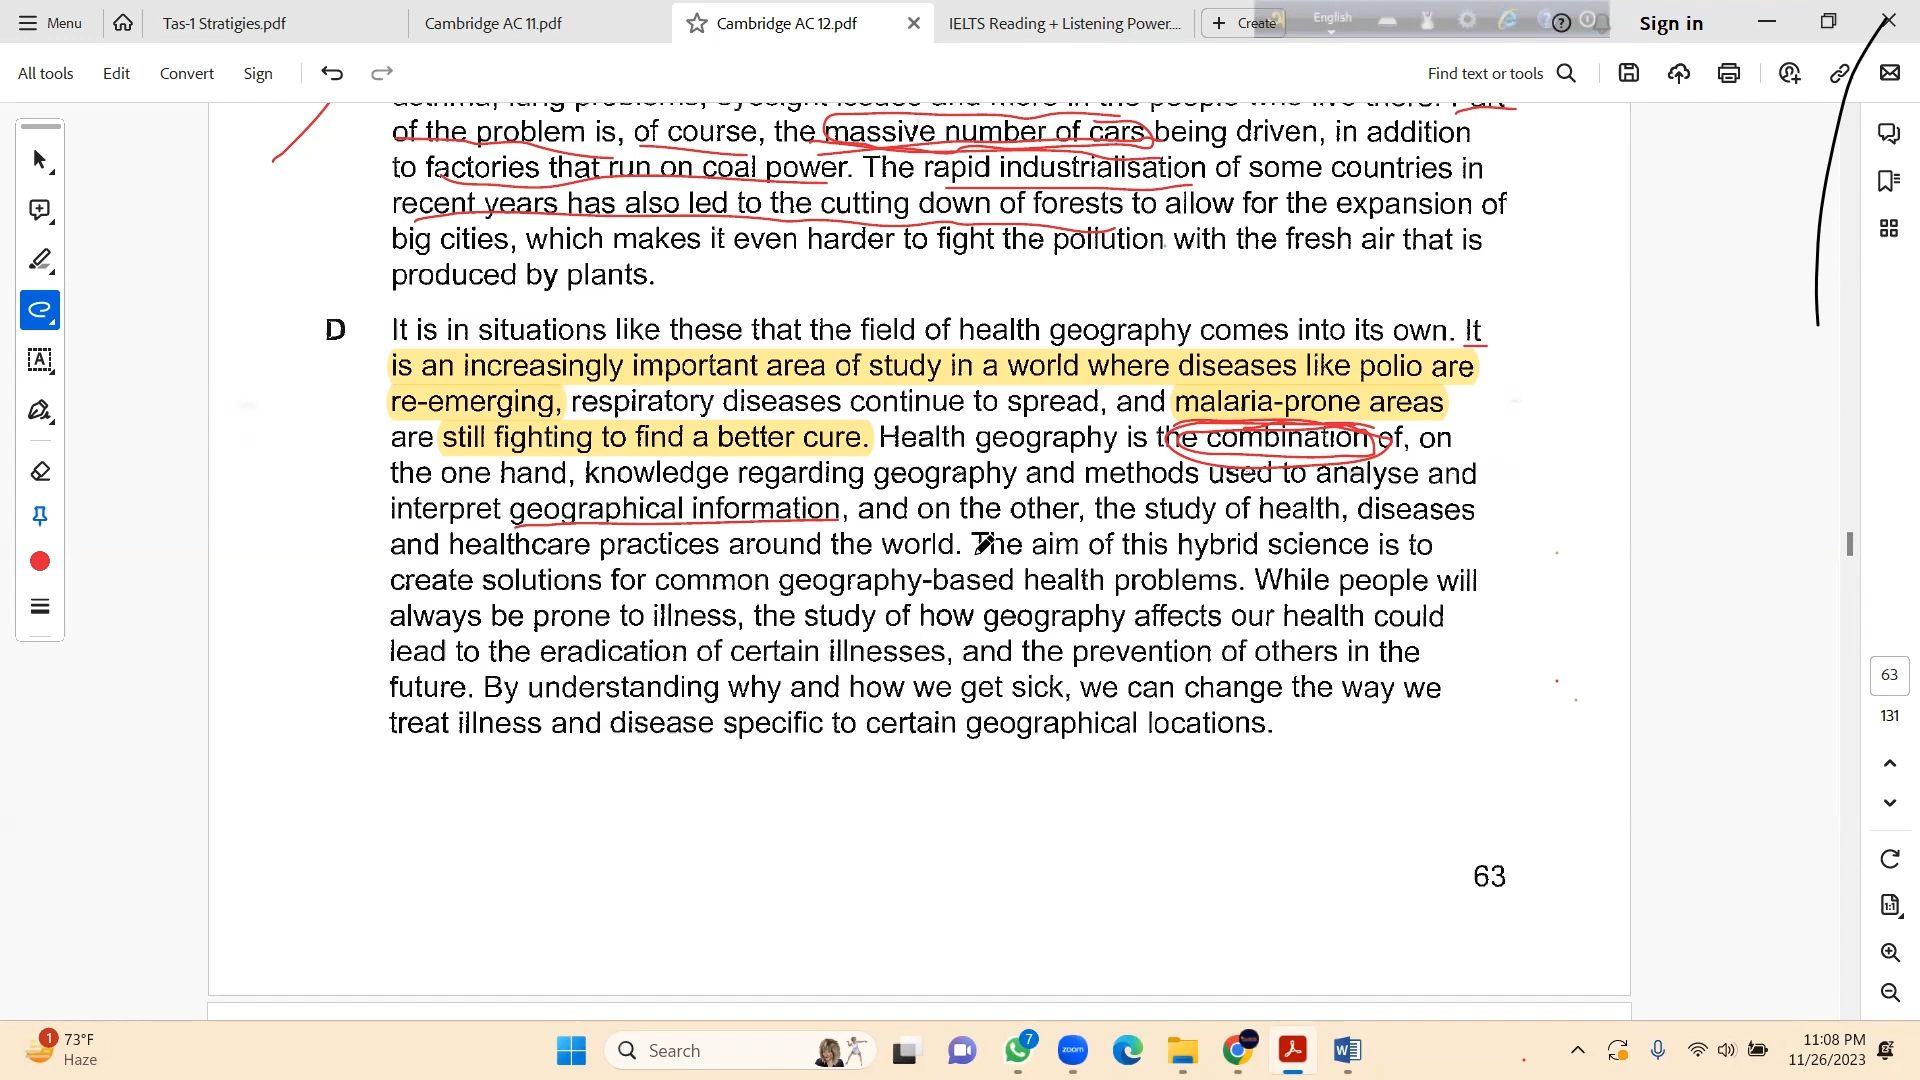 Menu
Tas-1 Stratigies.pdf
Cambridge AC 11.pdf
Cambridge AC 12.pdf
IELTS Reading + Listening Power....
Create
English
Sign in
All tools
Edit
Convert
Sign
Find text or tools
of the problem is, of course, the massive number of cars being driven, in addition
to factories that run on coal power. The rapid industrialisation of some countries in
recent years has also led to the cutting down of forests to allow for the expansion of
big cities, which makes it even harder to fight the pollution with the fresh air that is
produced by plants.
D It is in situations like these that the field of health geography comes into its own. It
is an increasingly important area of study in a world where diseases like polio are
re-emerging, respiratory diseases continue to spread, and malaria-prone areas
are still fighting to find a better cure. Health geography is the combination of, on
the one hand, knowledge regarding geography and methods used to analyse and
interpret geographical information, and on the other, the study of health, diseases
and healthcare practices around the world. The aim of this hybrid science is to
create solutions for common geography-based health problems. While people will
always be prone to illness, the study of how geography affects our health could
lead to the eradication of certain illnesses, and the prevention of others in the
future. By understanding why and how we get sick, we can change the way we
treat illness and disease specific to certain geographical locations.
63
63
131
1
73°F
Haze
Search
7
zoom
11:08 PM
11/26/2023